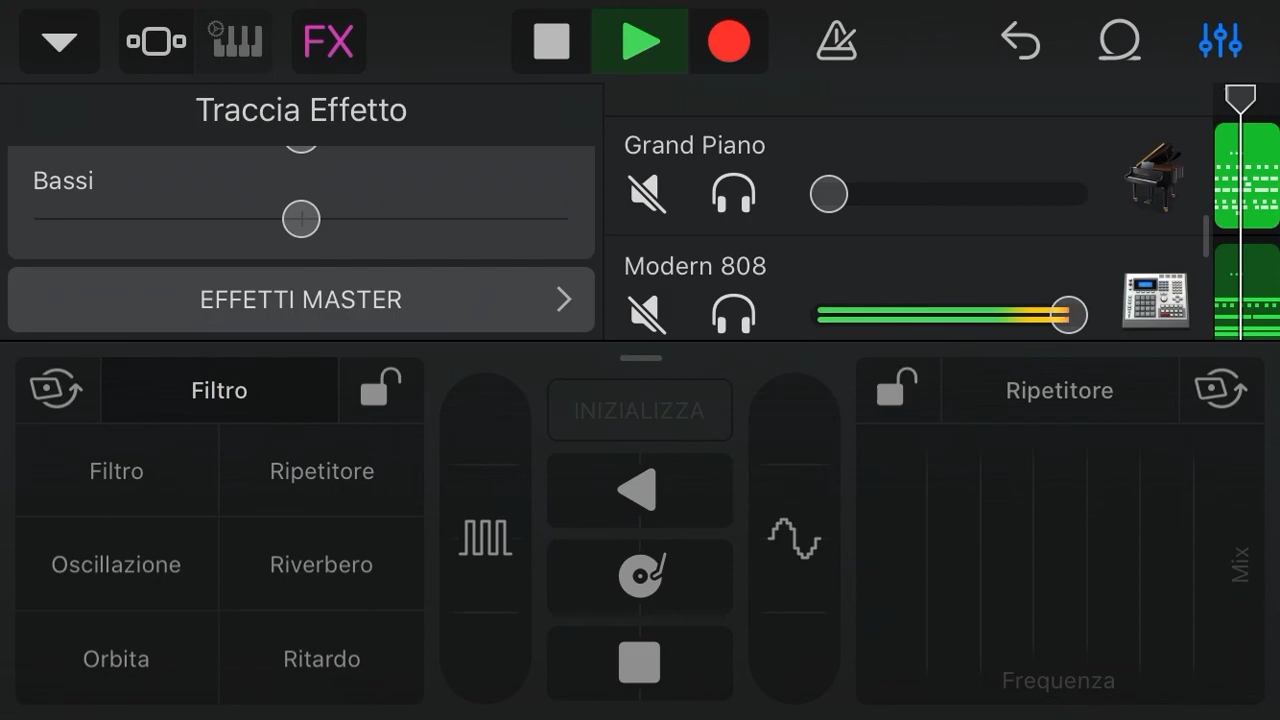 FX
Traccia Effetto
Bassi
EFFETTI MASTER
Grand Piano
Modern 808
Filtro
Filtro
Ripetitore
Oscillazione
Riverbero
Orbita
Ritardo
INIZIALIZZA
Ripetitore
Mix
Frequenza